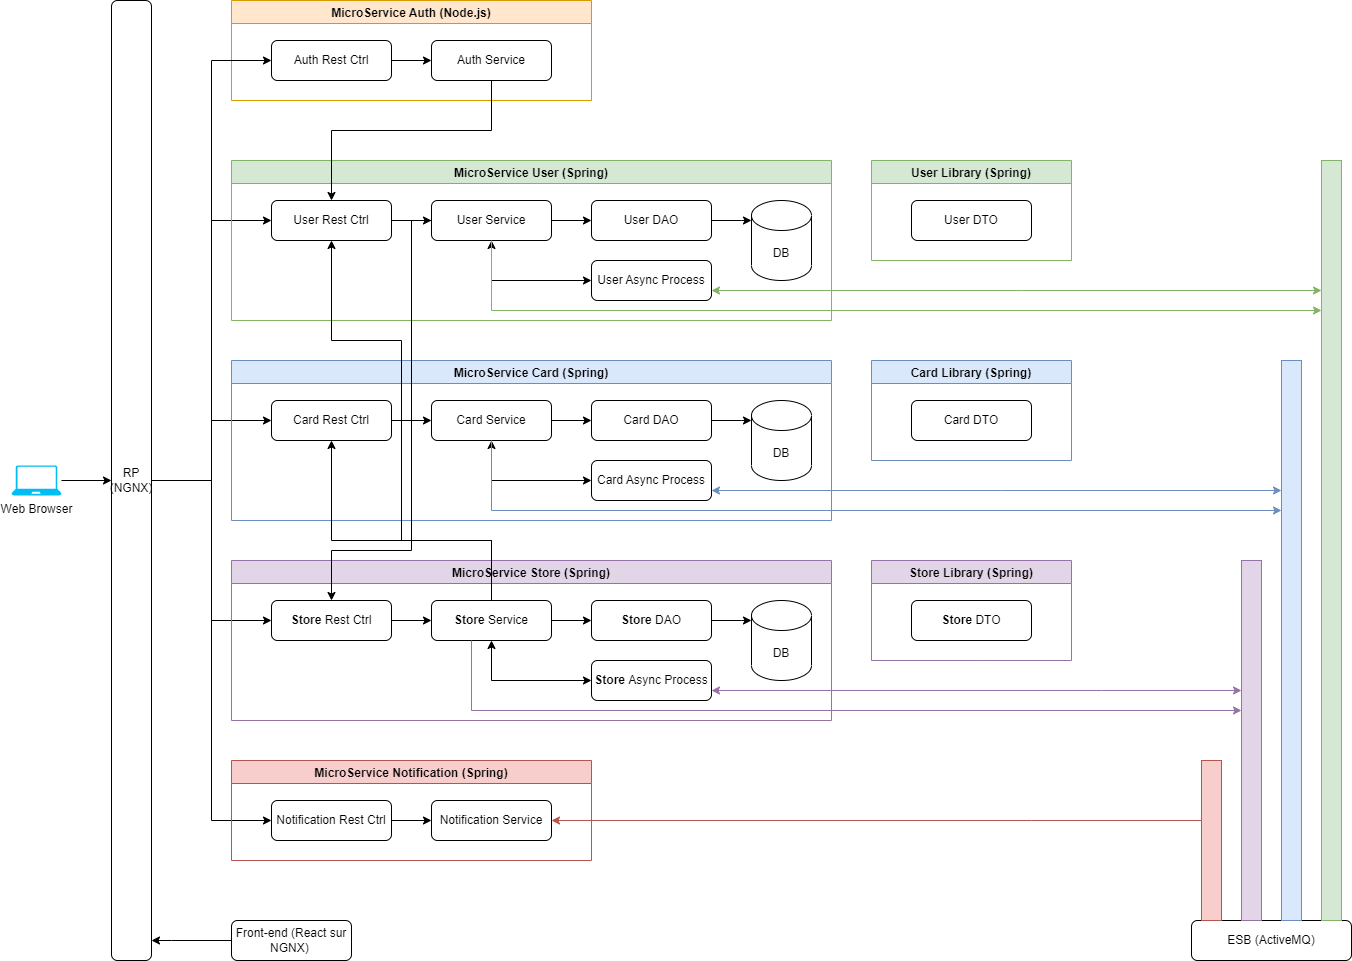 MicroService Auth (Node.js)
Auth Rest Ctrl
Auth Service
MicroService User (Spring)
User Library (Spring)
User Rest Ctrl
User Service
User DAO
DB
User DTO
User Async Process
MicroService Card (Spring)
Card Library (Spring)
Card Rest Ctrl
Card Service
Card DAO
DB
Card DTO
Card Async Process
RP
(NGNX)
Web Browser
MicroService Store (Spring)
Store Library (Spring)
Store Rest Ctrl
Store Service
Store DAO
DB
Store DTO
Store Async Process
MicroService Notification (Spring)
Notification Rest Ctrl
Notification Service
Front-end (React sur
NGNX)
ESB (ActiveMQ)